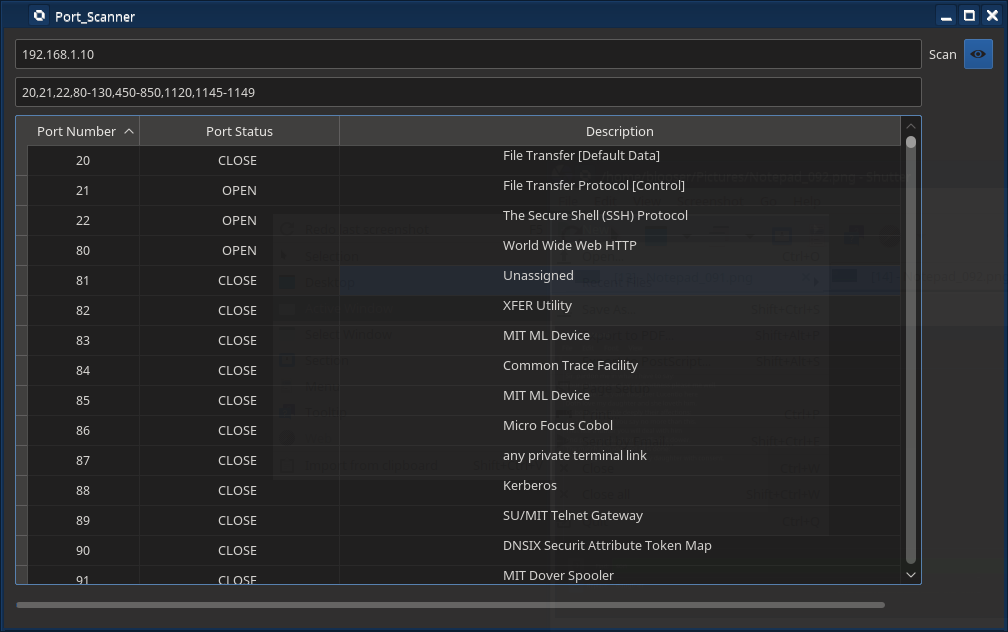 Port_Scanner
192.168.1.10 Scan
20,21,22,80-130,450-850,1120,1145-1149
Port Number Port Status Description
20 CLOSE File Transfer [Default Data]
21 OPEN File Transfer Protocol [Control]
22 OPEN The Secure Shell (SSH) Protocol
80 OPEN World Wide Web HTTP
81 CLOSE Unassigned
82 CLOSE XFER Utility
83 CLOSE MIT ML Device
84 CLOSE Common Trace Facility
85 CLOSE MIT ML Device
86 CLOSE Micro Focus Cobol
87 CLOSE any private terminal link
88 CLOSE Kerberos
89 CLOSE SU/MIT Telnet Gateway
90 CLOSE DNSIX Securit Attribute Token Map
91 CLOSE MIT Dover Spooler